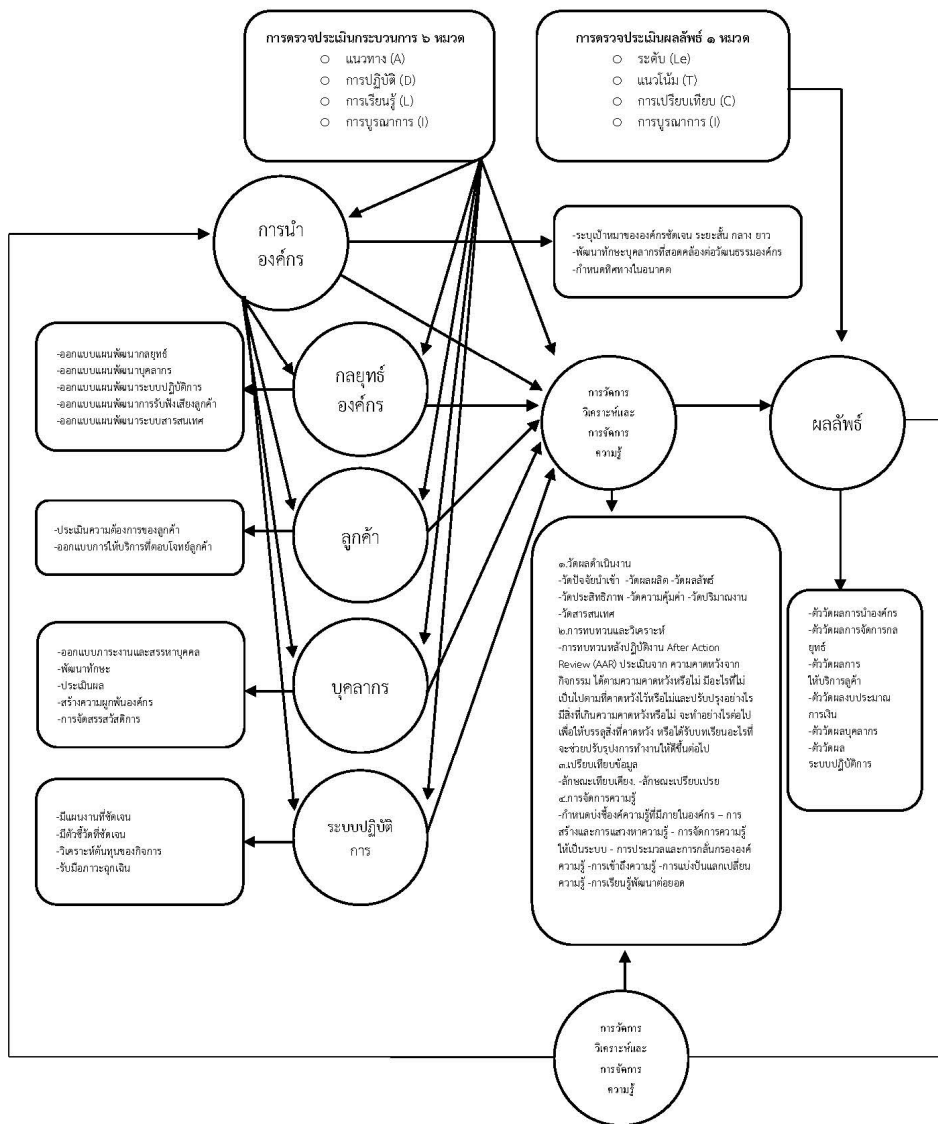 การตรวจประเมินกระบวนการ ๖ หมวด
○ แนวทาง (A)
○ การปฏิบัติ (D)
○ การเรียนรู้ (L)
○ การบูรณาการ (I)
การตรวจประเมินผลลัพธ์ ๑ หมวด
○ ระดับ (Le)
○ แนวโน้ม (T)
○ การเปรียบเทียบ (C)
○ การบูรณาการ (I)
การนำ
องค์กร
-ระบุเป้าหมาของององค์กรชัดเจน ระยะสั้น กลาง ยาว
-พัฒนาทักษะบุคลากรที่สอดคล้องต่อวัฒนธรรมองค์กร
-กำหนดทิศทางในอนาคต
-ออกแบบแผนพัฒนากลยุทธ์
-ออกแบบแผนพัฒนาบุคลากร
-ออกแบบแผนพัฒนาระบบปฏิบัติการ
-ออกแบบแผนพัฒนาการรับฟังเสียงลูกค้า
-ออกแบบแผนพัฒนาระบบสารสนเทศ
กลยุทธ์
องค์กร
การวัดการ
วิเคราะห์และ
การจัดการ
ความรู้
ผลลัพธ์
-ประเมินความต้องการของลูกค้า
-ออกแบบการให้บริการที่ตอบโจทย์ลูกค้า
ลูกค้า
๑.วัดผลดำเนินงาน
-วัดปัจจัยนำเข้า -วัดผลผลิต -วัดผลลัพธ์
-วัดประสิทธิภาพ -วัดความคุ้มค่า -วัดปริมาณงาน
-วัดสารสนเทศ
๒.การทบทวนและวิเคราะห์
-การทบทวนหลังปฏิบัติงาน After Action
Review (AAR) ประเมินจาก ความคาดหวังจาก
กิจกรรม ได้ตามความคาดหวังหรือไม่ มีอะไรที่ไม่
เป็นไปตามที่คาดหวังไว้หรือไม่และปรับปรุงอย่างไร
มีสิ่งที่เกินความคาดหวังหรือไม่ จะทำอย่างไรต่อไป
เพื่อให้บรรลุสิ่งที่คาดหวัง หรือได้รับบทเรียนอะไรที่
จะช่วยปรับรุปงการทำงานให้ดีขึ้นต่อไป
๓.เปรียบเทียบข้อมูล
-ลักษณะเทียบเคียง. -ลักษณะเปรียบเปรย
๔.การจัดการความรู้
-กำหนดบ่งชี้องค์ความรู้ที่มีภายในองค์กร – การ
สร้างและการแสวงหาความรู้ - การจัดการความรู้
ให้เป็นระบบ - การประมวลและการกลั่นกรององค์
ความรู้ -การเข้าถึงความรู้ -การแบ่งปันแลกเปลี่ยน
ความรู้ -การเรียนรู้พัฒนาต่อยอด
-ตัววัดผลการนำองค์กร
-ตัววัดผลการจัดการกล
ยุทธ์
-ตัววัดผลการ
ให้บริการลูค้า
-ตัววัดผลงบประมาณ
การเงิน
-ตัววัดผลบุคลากร
-ตัววัดผล
ระบบปฏิบัติการ
-ออกแบบภาระงานและสรรหาบุคคล
-พัฒนาทักษะ
-ประเมินผล
-สร้างความผูกพันองค์กร
-การจัดสรรสวัสดิการ
บุคลากร
-มีแผนงานที่ชัดเจน
-มีตัวชี้วัดที่ชัดเจน
-วิเคราะห์ต้นทุนของกิจการ
-รับมือภาวะฉุกเฉิน
ระบบปฏิบัติ
การ
การวัดการ
วิเคราะห์และ
การจัดการ
ความรู้